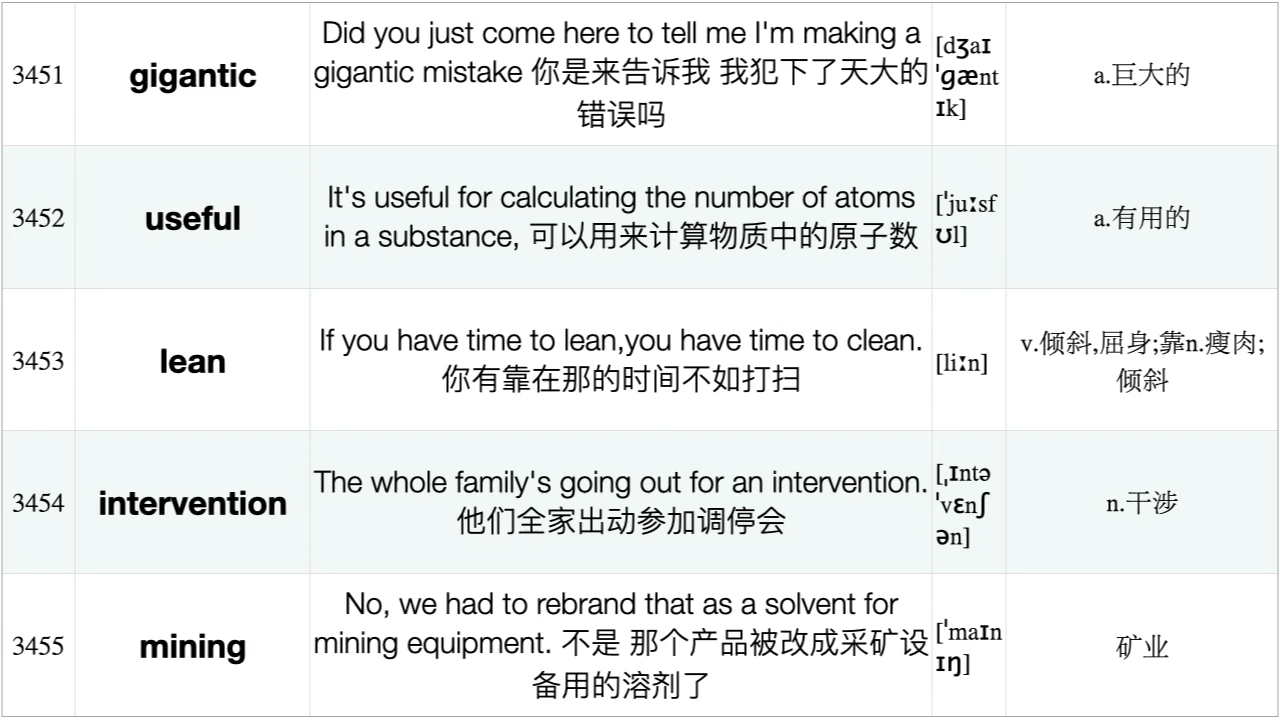 3451
gigantic
Did you just come here to tell me I'm making a
gigantic mistake 你是来告诉我 我犯下了天大的
错误吗
[dʒaɪ
ˈɡænt
ɪk]
a.巨大的
3452
useful
It's useful for calculating the number of atoms
in a substance, 可以用来计算物质中的原子数
[ˈjuːsf
ʊl]
a.有用的
3453
lean
If you have time to lean,you have time to clean.
你有靠在那的时间不如打扫
[liːn]
v.倾斜,屈身;靠n.瘦肉;
倾斜
3454
intervention
The whole family's going out for an intervention.
他们全家出动参加调停会
[ˌɪntə
ˈvɛnʃ
ən]
n.干涉
3455
mining
No, we had to rebrand that as a solvent for
mining equipment. 不是 那个产品被改成采矿设
备用的溶剂了
[ˈmaɪn
ɪŋ]
矿业